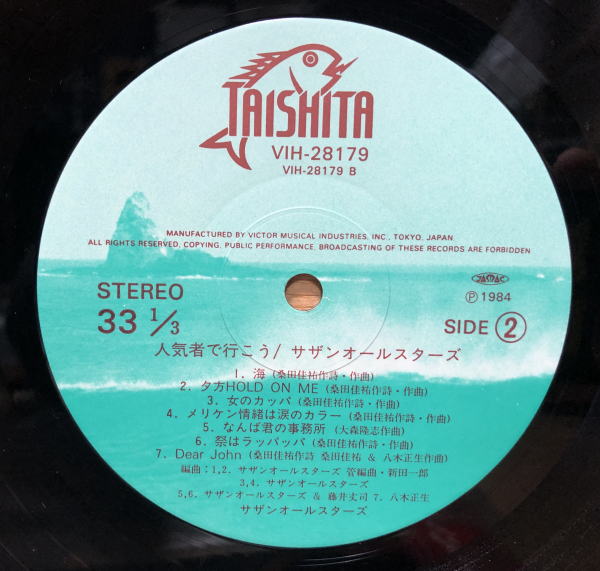 TAISHITA
VIH-28179
VIH-28179 B
MANUFACTURED BY VICTOR MUSICAL INDUSTRIES, INC., TOKYO, JAPAN.
ALL RIGHTS RESERVED, COPYING, PUBLIC PERFORMANCE, BROADCASTING OF THESE RECORDS ARE FORBIDDEN
STEREO
JASRAC
33 1/3
Ⓟ1984
SIDE ②
人気者で行こう/ サザンオールスターズ
1. 海 (桑田佳祐作詩・作曲)
2. 夕方HOLD ON ME (桑田佳祐作詩・作曲)
3. 女のカッパ (桑田佳祐作詩・作曲)
4. メリケン情緒は涙のカラー (桑田佳祐作詩・作曲)
5. なんば君の事務所 (大森隆志作曲)
6. 祭はラッパッパ (桑田佳祐作詩・作曲)
7. Dear John (桑田佳祐作詩 桑田佳祐 & 八木正生作曲)
編曲:1,2. サザンオールスターズ 管編曲・新田一郎
3,4. サザンオールスターズ
5,6. サザンオールスターズ & 藤井丈司 7. 八木正生
サザンオールスターズ